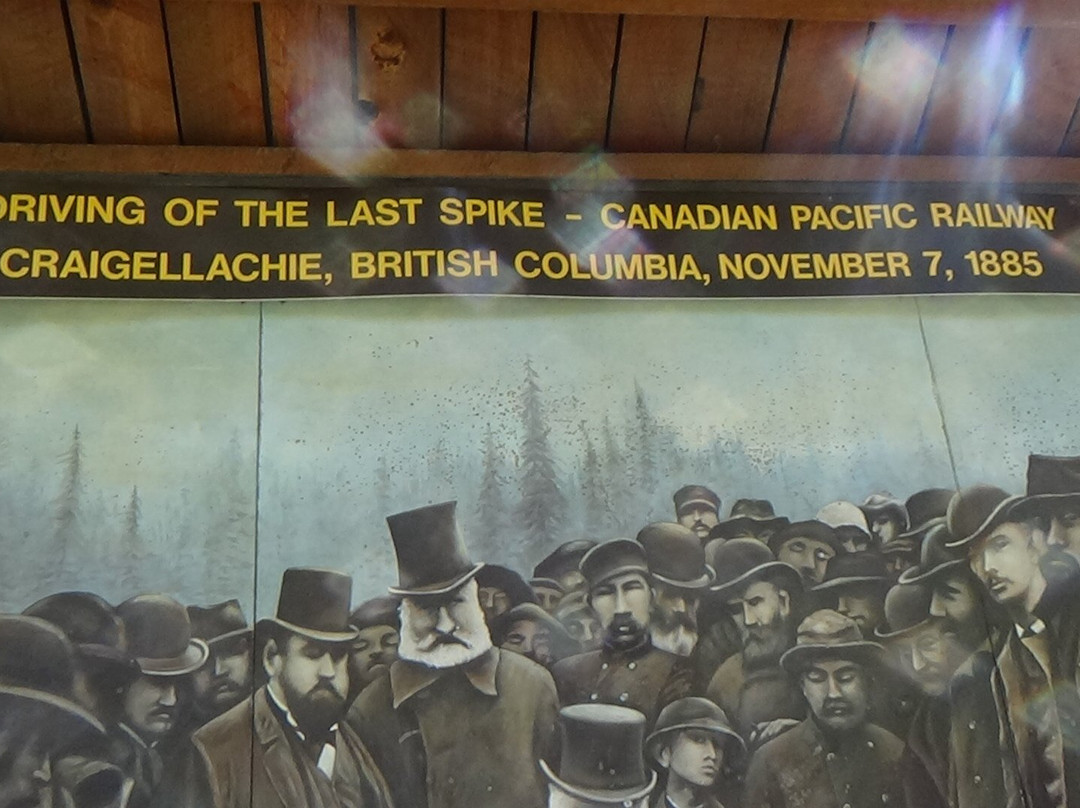 DRIVING OF THE LAST SPIKE - CANADIAN PACIFIC RAILWAY
CRAIGELLACHIE, BRITISH COLUMBIA, NOVEMBER 7, 1885